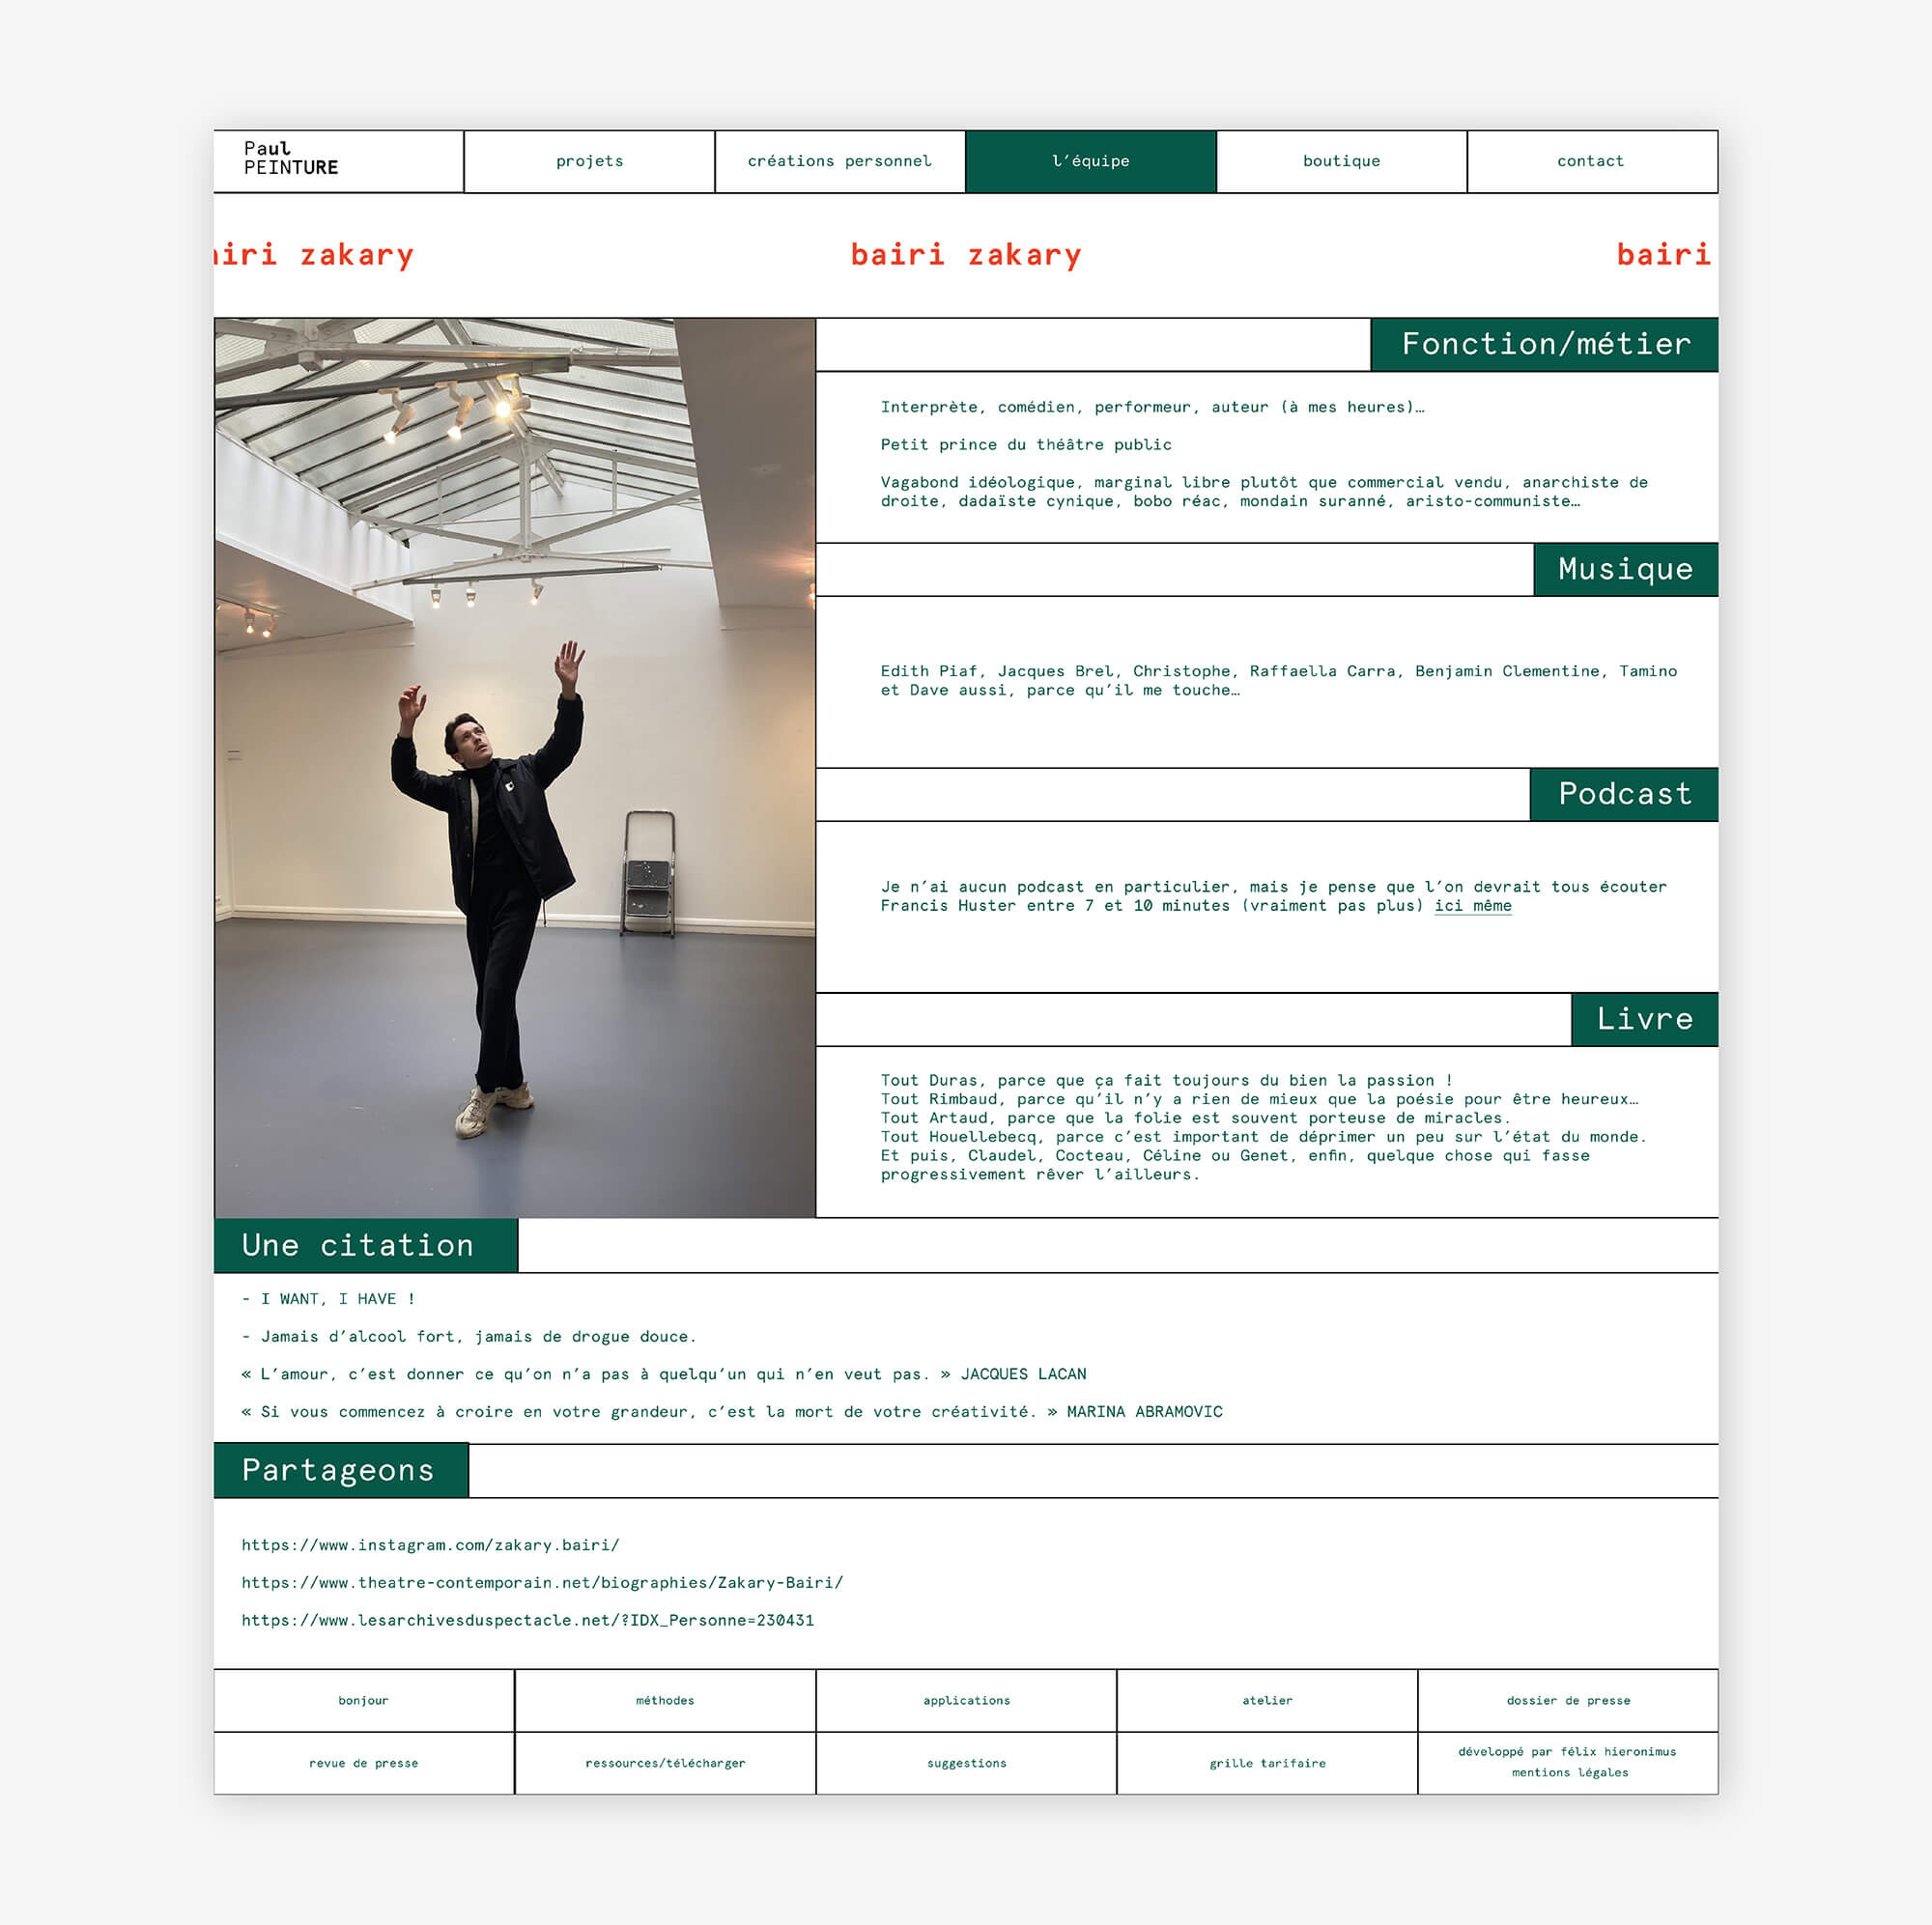 Paul
PEINTURE
projets
créations personnel
l'équipe
boutique
contact
airi zakary
bairi zakary
bairi
Fonction/métier
Interprète, comédien, performeur, auteur (à mes heures)…
Petit prince du théâtre public
Vagabond idéologique, marginal libre plutôt que commercial vendu, anarchiste de
droite, dadaïste cynique, bobo réac, mondain suranné, aristo-communiste…
Musique
Edith Piaf, Jacques Brel, Christophe, Raffaella Carra, Benjamin Clementine, Tamino
et Dave aussi, parce qu'il me touche…
Podcast
Je n'ai aucun podcast en particulier, mais je pense que l'on devrait tous écouter
Francis Huster entre 7 et 10 minutes (vraiment pas plus) ici même
Livre
Tout Duras, parce que ça fait toujours du bien la passion !
Tout Rimbaud, parce qu'il n'y a rien de mieux que la poésie pour être heureux…
Tout Artaud, parce que la folie est souvent porteuse de miracles.
Tout Houellebecq, parce c'est important de déprimer un peu sur l'état du monde.
Et puis, Claudel, Cocteau, Céline ou Genet, enfin, quelque chose qui fasse
progressivement rêver l'ailleurs.
Une citation
- I WANT, I HAVE !
- Jamais d'alcool fort, jamais de drogue douce.
« L'amour, c'est donner ce qu'on n'a pas à quelqu'un qui n'en veut pas. » JACQUES LACAN
« Si vous commencez à croire en votre grandeur, c'est la mort de votre créativité. » MARINA ABRAMOVIC
Partageons
https://www.instagram.com/zakary.bairi/
https://www.theatre-contemporain.net/biographies/Zakary-Bairi/
https://www.lesarchivesduspectacle.net/?IDX_Personne=230431
bonjour
méthodes
applications
atelier
dossier de presse
revue de presse
ressources/télécharger
suggestions
grille tarifaire
développé par félix hieronimus
mentions légales